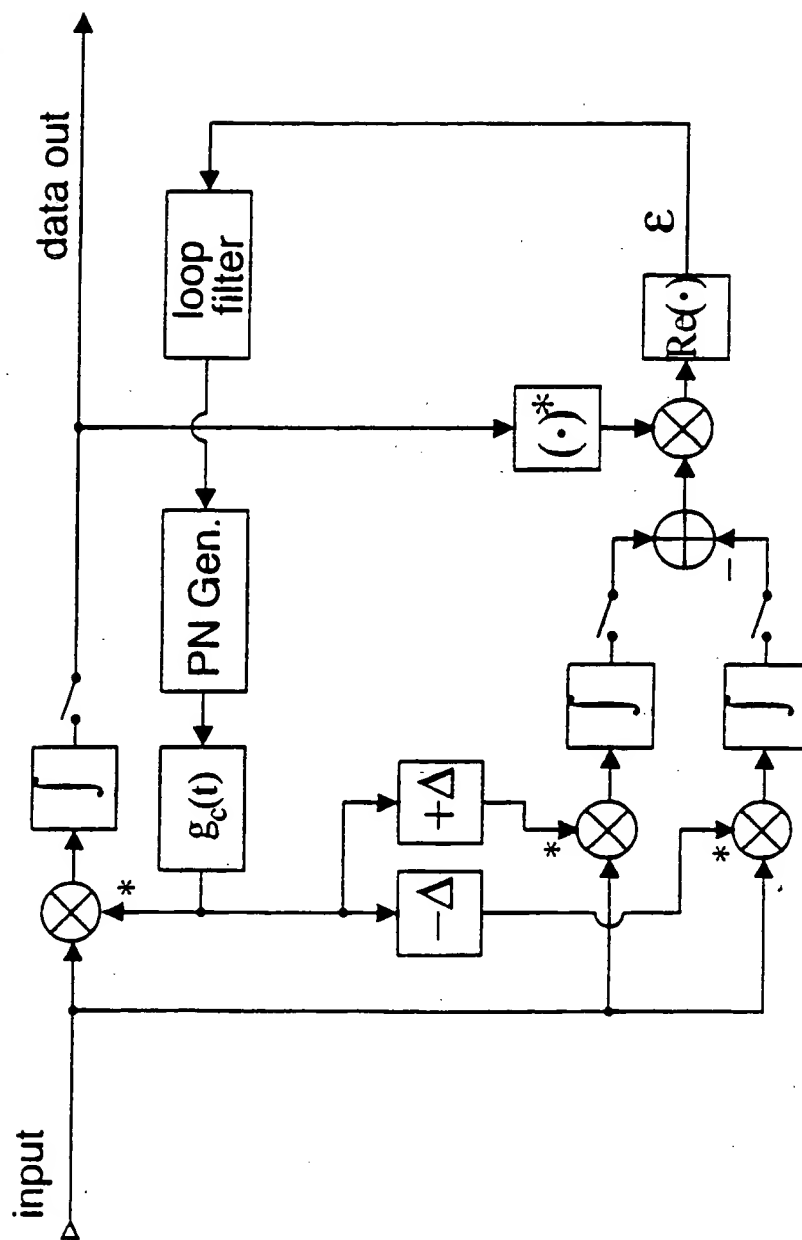 input
data out
∫
*
g_c(t)
PN Gen.
loop filter
−Δ
+Δ
*
*
∫
∫
−
(·)*
Re(·)
ε